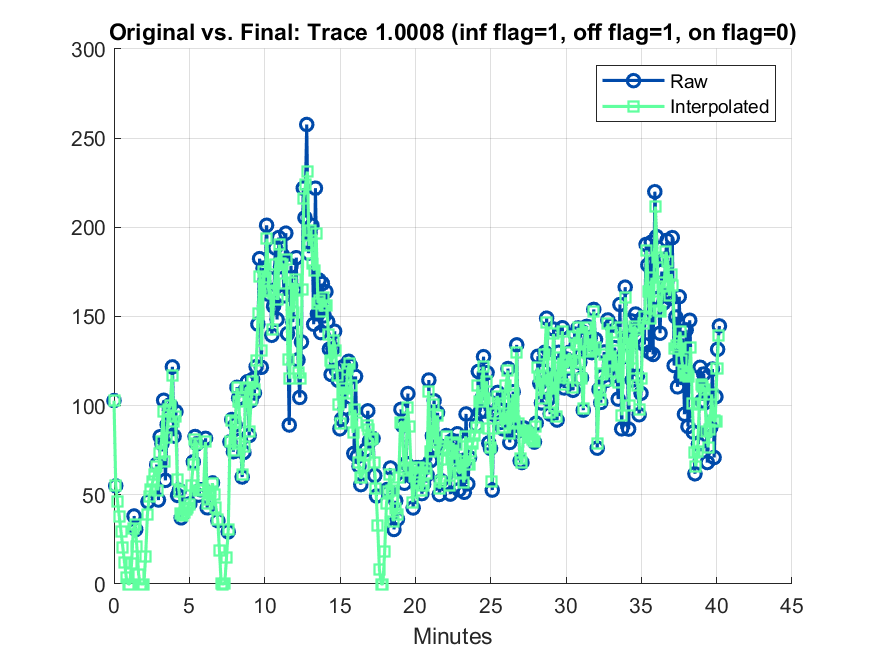 Original vs. Final: Trace 1.0008 (inf flag=1, off flag=1, on flag=0)
300
250
200
150
100
50
0
Raw
Interpolated
0 5 10 15 20 25 30 35 40 45
Minutes